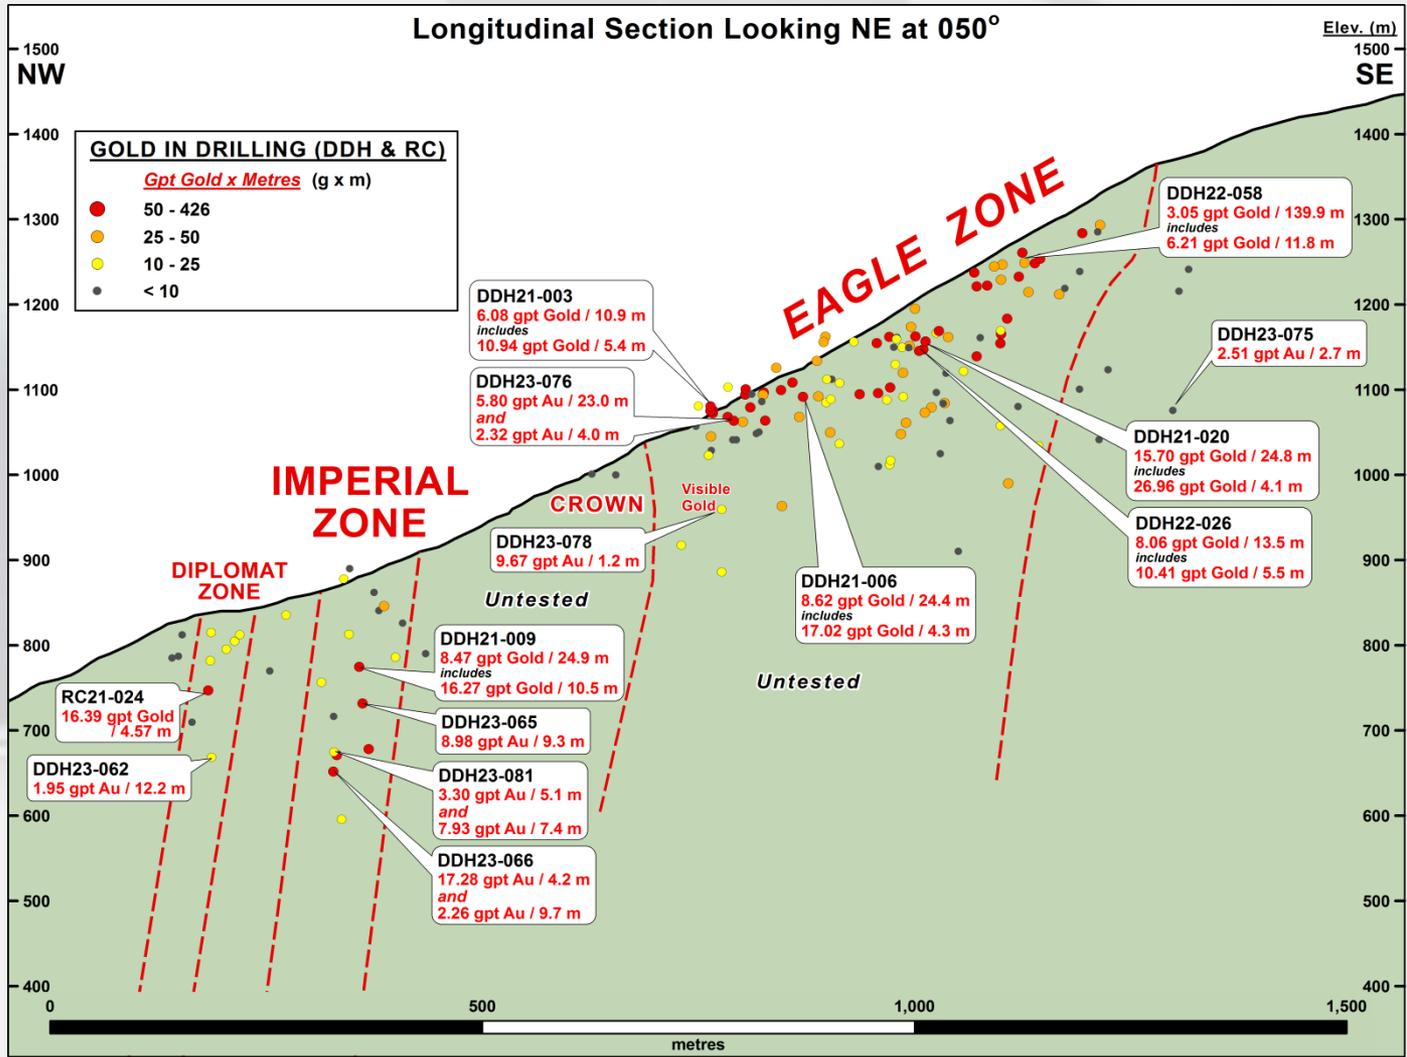 Longitudinal Section Looking NE at 050°
Elev. (m)
1500
1500
NW
SE
1400
1400
GOLD IN DRILLING (DDH & RC)
Gpt Gold x Metres (g x m)
50 - 426
25 - 50
10 - 25
< 10
1300
1300
1200
1200
1100
1100
1000
1000
900
900
800
800
700
700
600
600
500
500
400
400
EAGLE ZONE
DDH22-058
3.05 gpt Gold / 139.9 m
includes
6.21 gpt Gold / 11.8 m
DDH21-003
6.08 gpt Gold / 10.9 m
includes
10.94 gpt Gold / 5.4 m
DDH23-075
2.51 gpt Au / 2.7 m
DDH23-076
5.80 gpt Au / 23.0 m
and
2.32 gpt Au / 4.0 m
DDH21-020
15.70 gpt Gold / 24.8 m
includes
26.96 gpt Gold / 4.1 m
IMPERIAL
ZONE
CROWN
Visible
Gold
DDH22-026
8.06 gpt Gold / 13.5 m
includes
10.41 gpt Gold / 5.5 m
DDH23-078
9.67 gpt Au / 1.2 m
DIPLOMAT
ZONE
DDH21-006
8.62 gpt Gold / 24.4 m
includes
17.02 gpt Gold / 4.3 m
Untested
DDH21-009
8.47 gpt Gold / 24.9 m
includes
16.27 gpt Gold / 10.5 m
Untested
RC21-024
16.39 gpt Gold
/ 4.57 m
DDH23-065
8.98 gpt Au / 9.3 m
DDH23-062
1.95 gpt Au / 12.2 m
DDH23-081
3.30 gpt Au / 5.1 m
and
7.93 gpt Au / 7.4 m
DDH23-066
17.28 gpt Au / 4.2 m
and
2.26 gpt Au / 9.7 m
0
500
1,000
1,500
metres